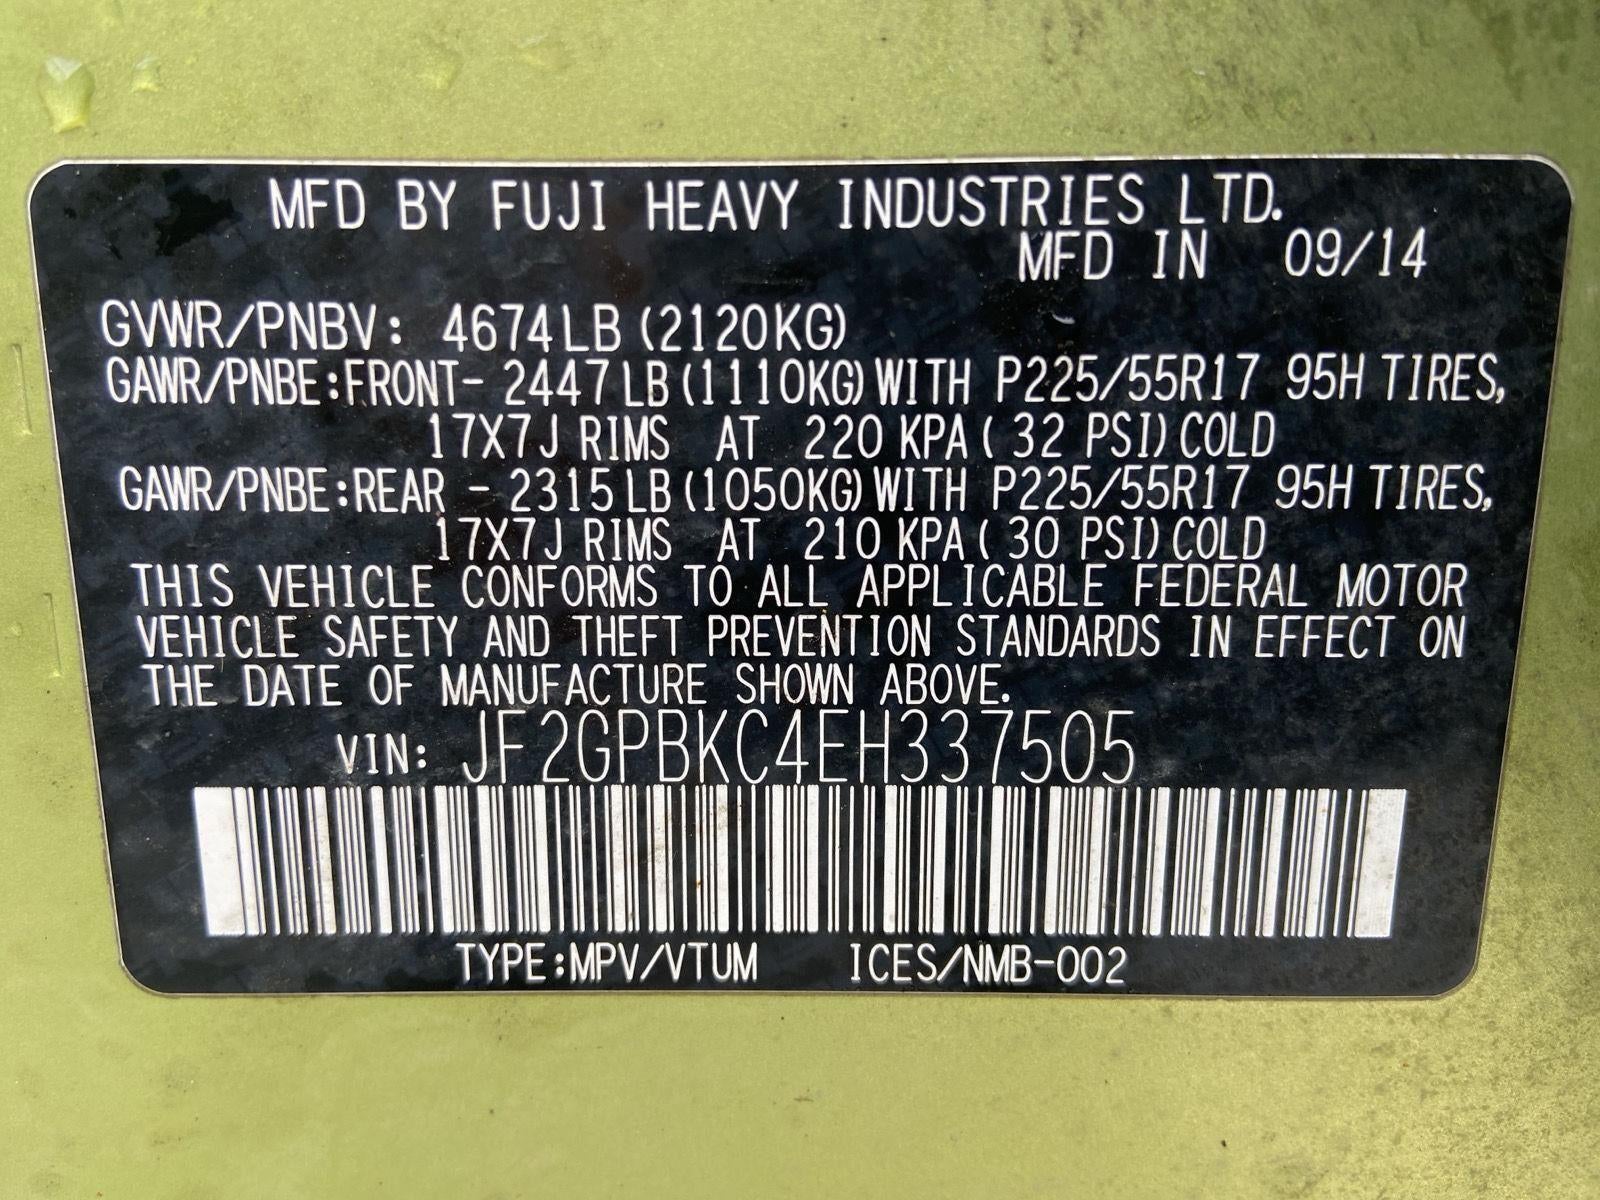 MFD BY FUJI HEAVY INDUSTRIES LTD.
MFD IN 09/14
GVWR/PNBV: 4674LB (2120KG)
GAWR/PNBE:FRONT- 2447LB(1110KG) WITH P225/55R17 95H TIRES,
17X7J RIMS AT 220 KPA( 32 PSI) COLD
GAWR/PNBE:REAR - 2315LB(1050KG) WITH P225/55R17 95H TIRES,
17X7J RIMS AT 210 KPA( 30 PSI) COLD
THIS VEHICLE CONFORMS TO ALL APPLICABLE FEDERAL MOTOR
VEHICLE SAFETY AND THEFT PREVENTION STANDARDS IN EFFECT ON
THE DATE OF MANUFACTURE SHOWN ABOVE.
VIN: JF2GPBKC4EH337505
TYPE:MPV/VTUM ICES/NMB-002